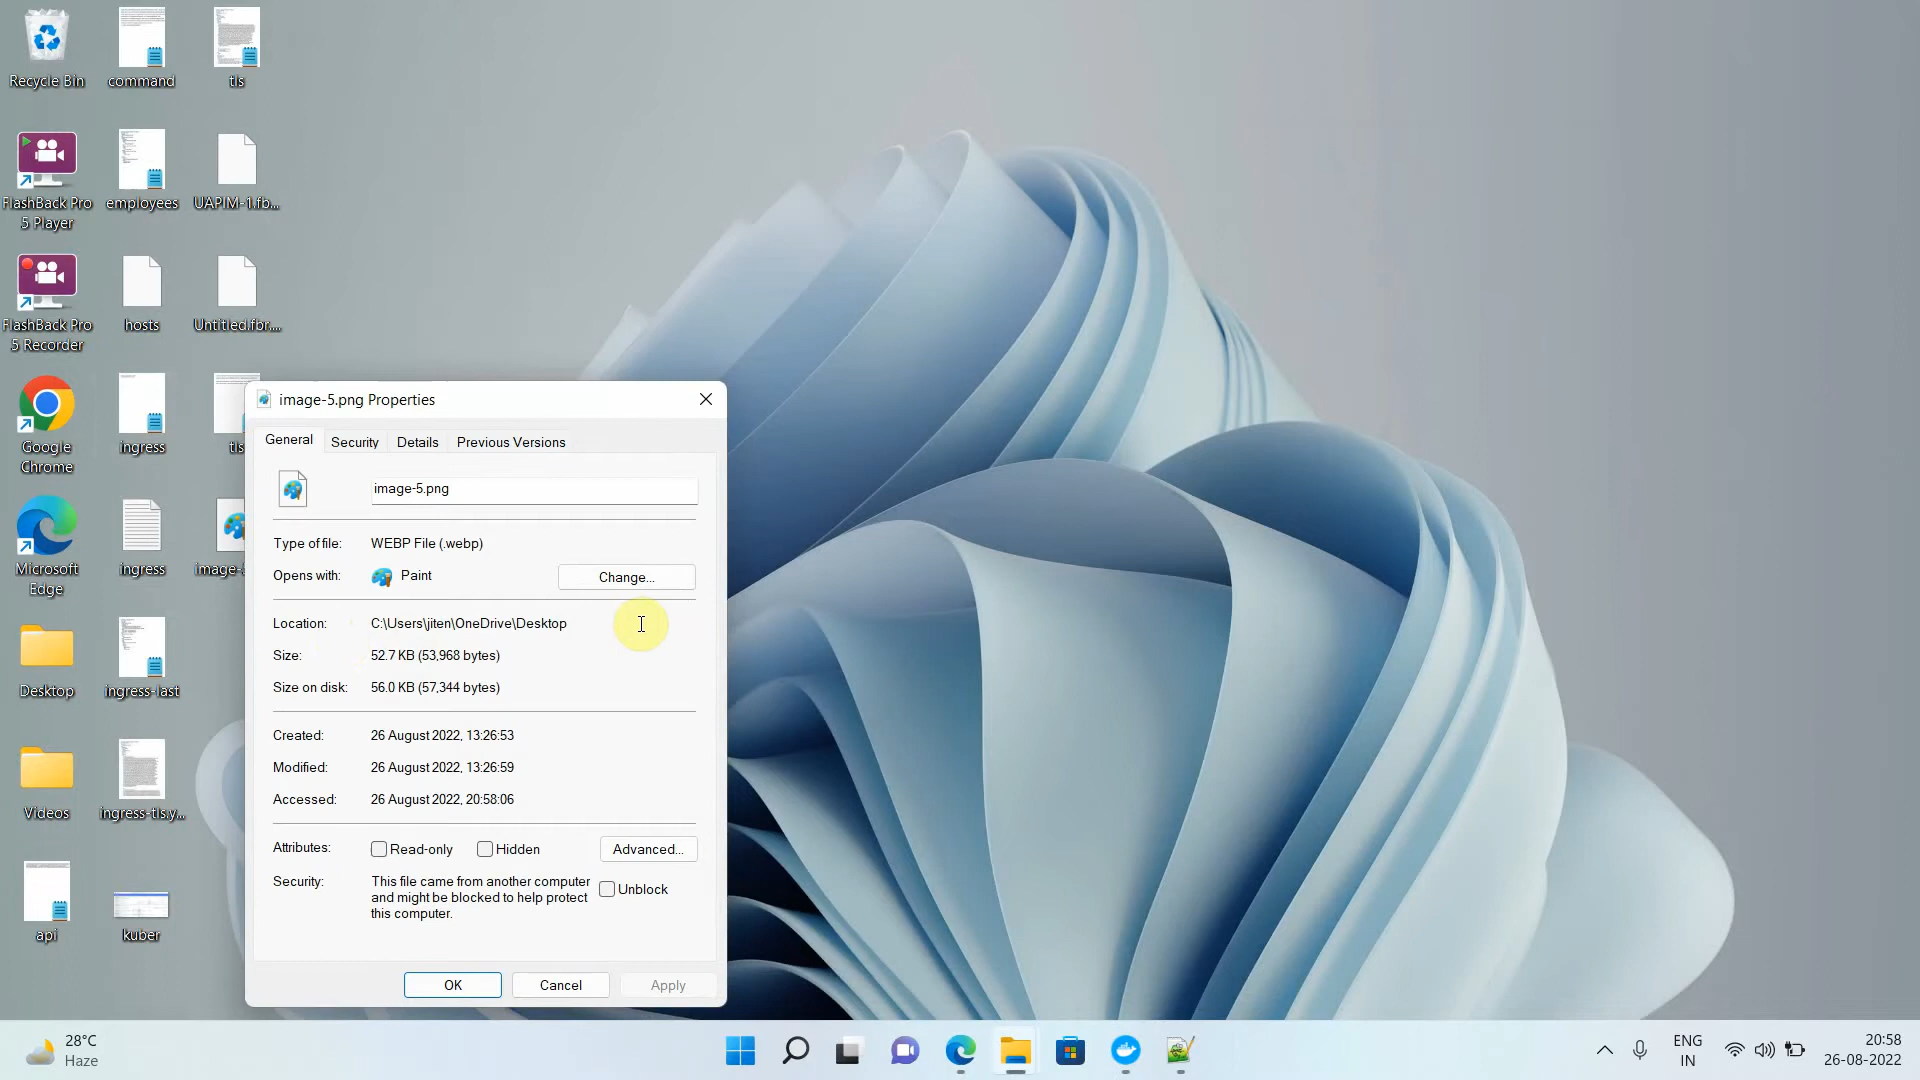 Recycle Bin
command
tls
FlashBack Pro
5 Player
employees
UAPIM-1.fb...
FlashBack Pro
5 Recorder
hosts
Untitled.fbr....
Google
Chrome
ingress
tls
Microsoft
Edge
ingress
image-5
Desktop
ingress-last
Videos
ingress-tls.y...
api
kuber
image-5.png Properties
General
Security
Details
Previous Versions
image-5.png
Type of file:
WEBP File (.webp)
Opens with:
Paint
Change...
Location:
C:\Users\jiten\OneDrive\Desktop
Size:
52.7 KB (53,968 bytes)
Size on disk:
56.0 KB (57,344 bytes)
Created:
26 August 2022, 13:26:53
Modified:
26 August 2022, 13:26:59
Accessed:
26 August 2022, 20:58:06
Attributes:
Read-only
Hidden
Advanced...
Security:
This file came from another computer
and might be blocked to help protect
this computer.
Unblock
OK
Cancel
Apply
28°C
Haze
ENG
IN
20:58
26-08-2022